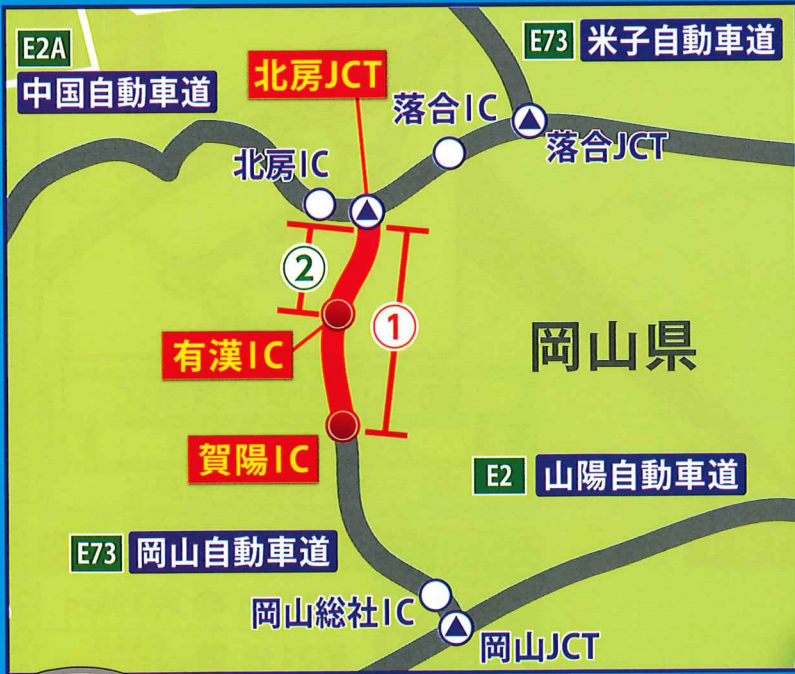 E2A
中国自動車道
E73 米子自動車道
北房JCT
落合IC
落合JCT
北房IC
②
①
有漢IC
岡山県
賀陽IC
E2 山陽自動車道
E73 岡山自動車道
岡山総社IC
岡山JCT